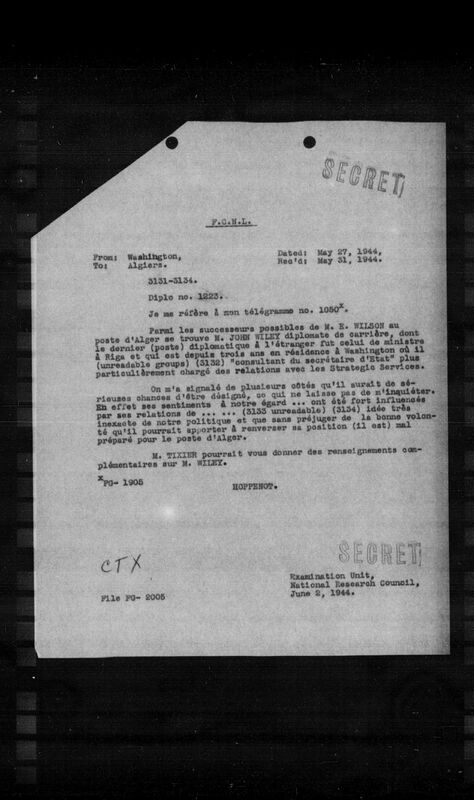 SECRET
F.C.N.L.
From: Washington, Dated: May 27, 1944,
To: Algiers. Rec'd: May 31, 1944.
3131-3134.
Diplo no. 1223.
Je me réfère à mon télégramme no. 1050x.
Parmi les successeurs possibles de M. E. WILSON au
poste d'Alger se trouve M. JOHN WILEY diplomate de carrière, dont
le dernier (poste) diplomatique à l'étranger fut celui de ministre
à Riga et qui est depuis trois ans en résidence à Washington où il
(unreadable groups) (3132) "consultant du secrétaire d'Etat" plus
particulièrement chargé des relations avec les Strategic Services.
On m'a signalé de plusieurs côtés qu'il aurait de sé-
rieuses chances d'être désigné, ce qui ne laisse pas de m'inquiéter.
En effet ses sentiments à notre égard ... ont été fort influencés
par ses relations de ... ... (3133 unreadable) (3134) idée très
inexacte de notre politique et que sans préjuger de la bonne volon-
té qu'il pourrait apporter à renverser sa position (il est) mal
préparé pour le poste d'Alger.
M. TIXIER pourrait vous donner des renseignements com-
plémentaires sur M. WILEY.
xFG- 1905
HOPPENOT.
SECRET
CTX
Examination Unit,
National Research Council,
June 2, 1944.
File FG- 2005